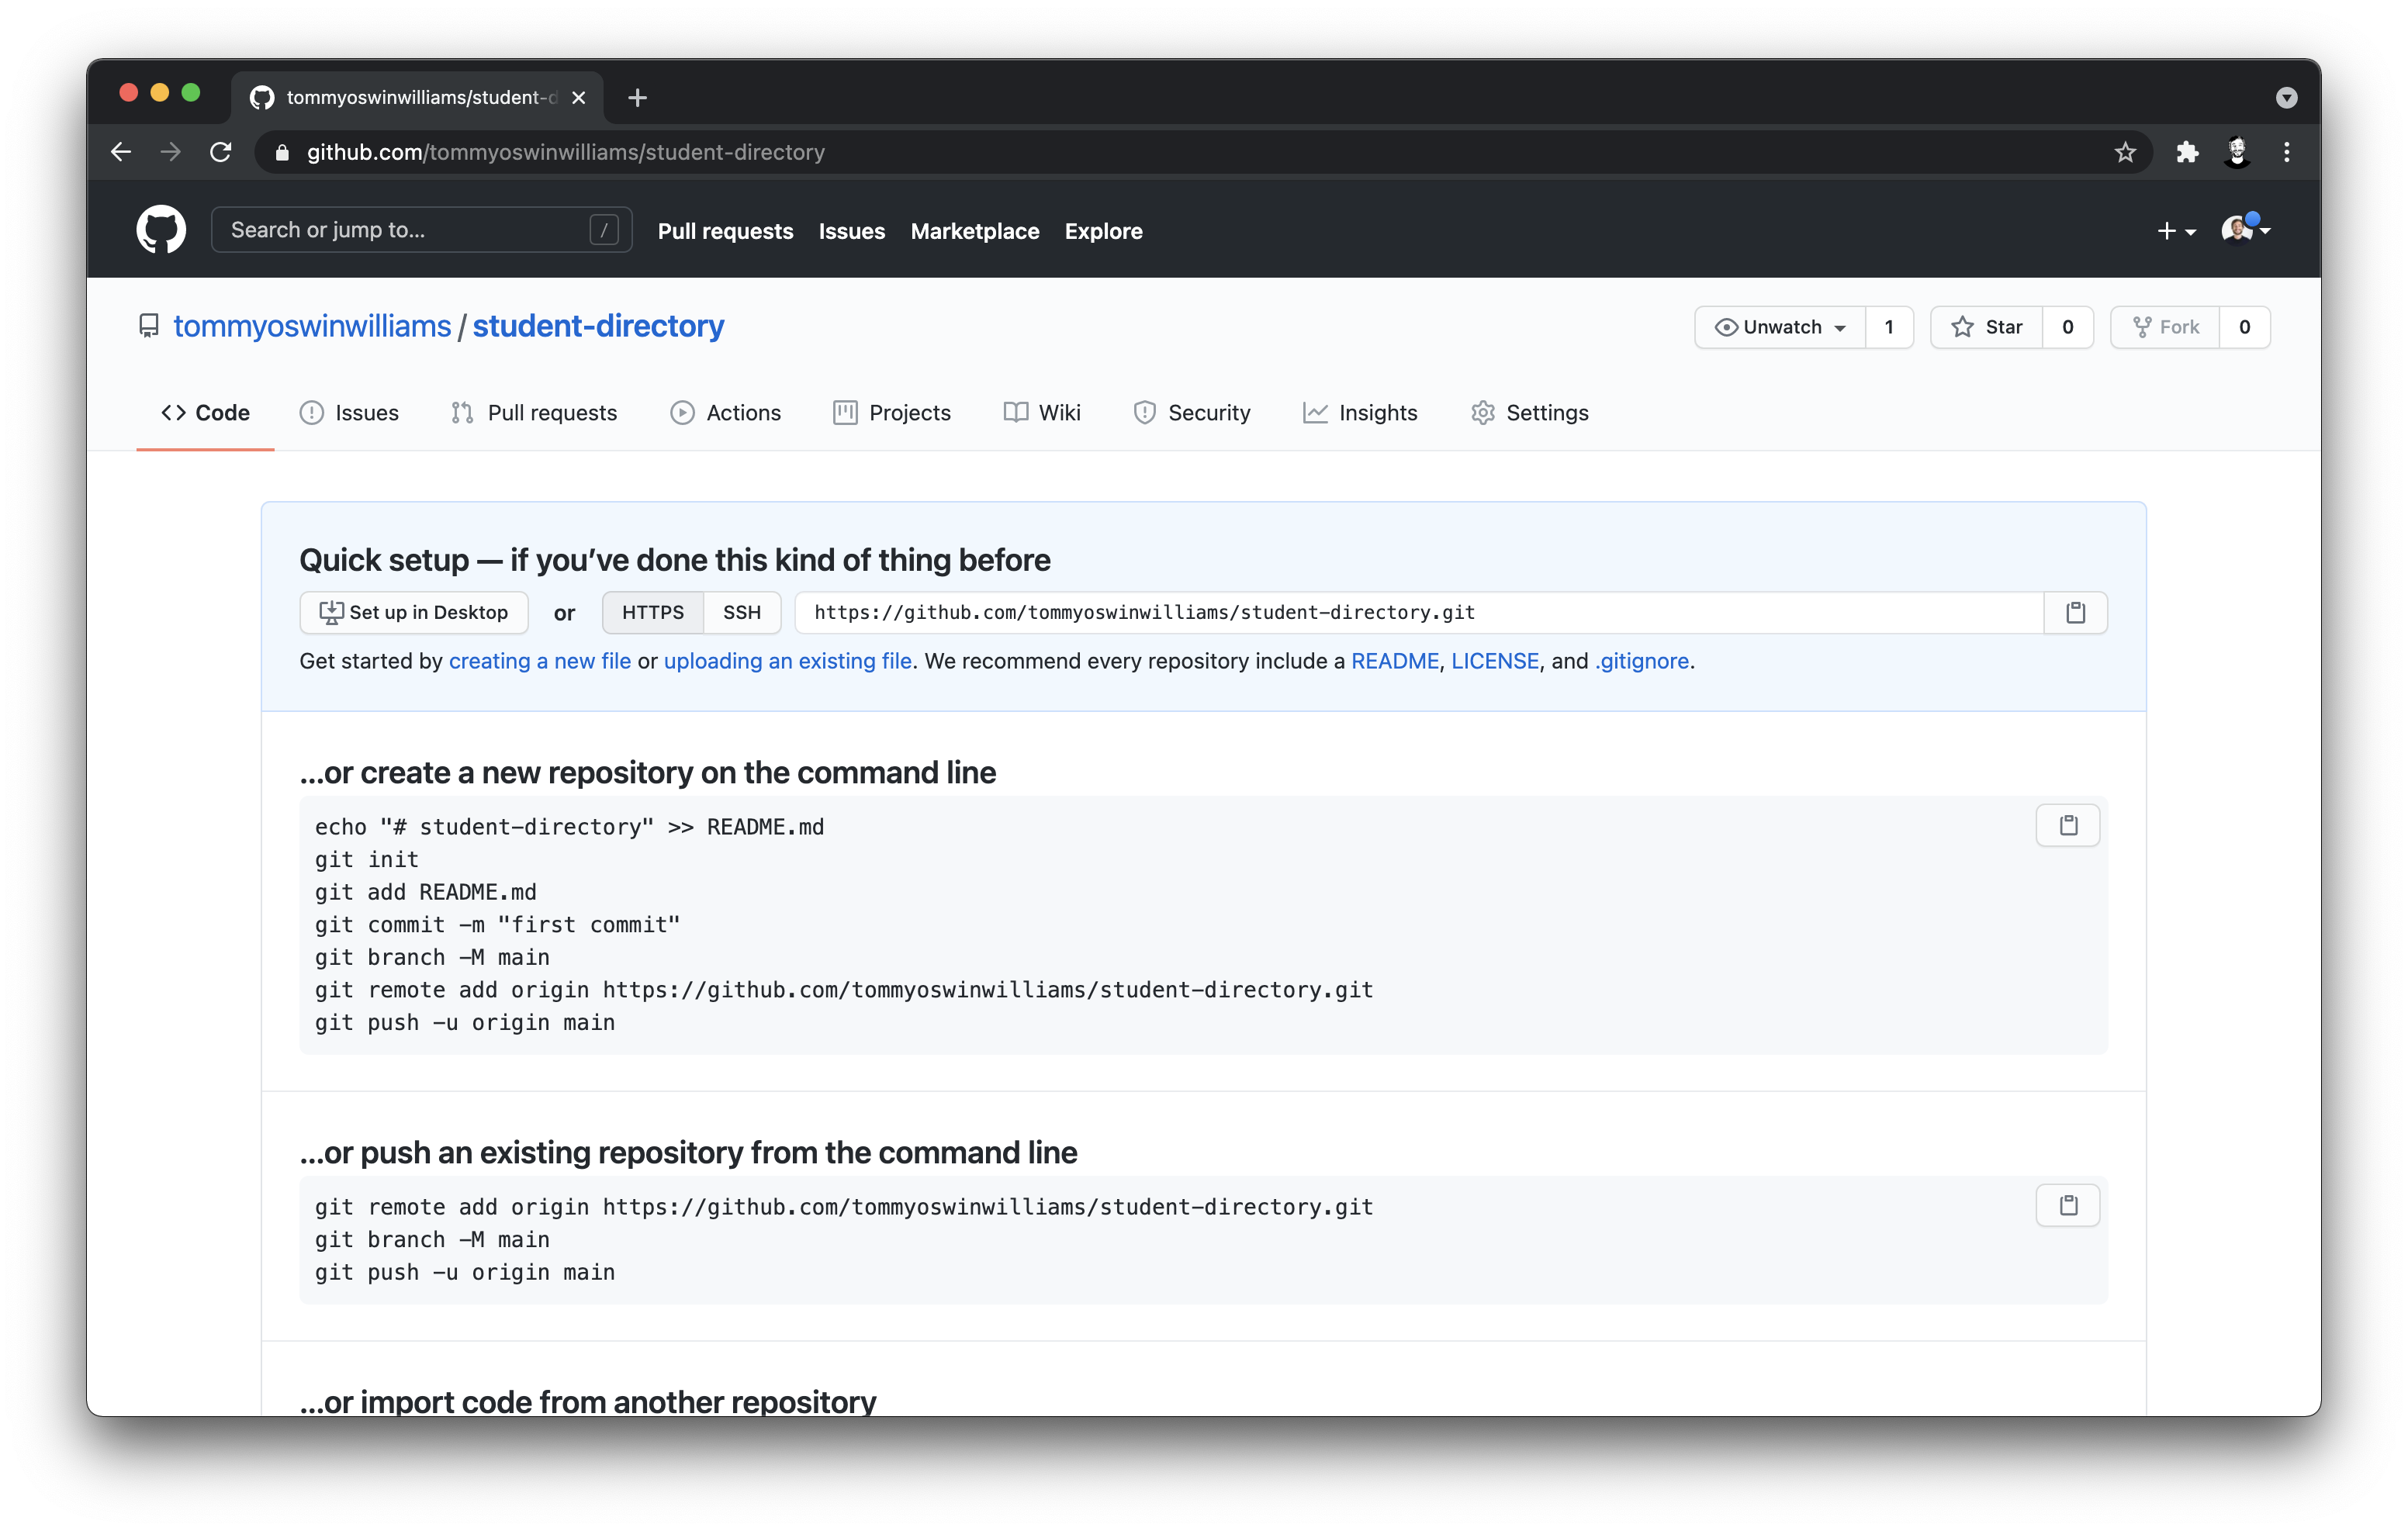 tommyoswinwilliams/student-d
github.com/tommyoswinwilliams/student-directory
Search or jump to... / Pull requests Issues Marketplace Explore
tommyoswinwilliams / student-directory Unwatch 1 Star 0 Fork 0
Code Issues Pull requests Actions Projects Wiki Security Insights Settings
Quick setup — if you’ve done this kind of thing before
Set up in Desktop or HTTPS SSH https://github.com/tommyoswinwilliams/student-directory.git
Get started by creating a new file or uploading an existing file. We recommend every repository include a README, LICENSE, and .gitignore.
…or create a new repository on the command line
echo "# student-directory" >> README.md
git init
git add README.md
git commit -m "first commit"
git branch -M main
git remote add origin https://github.com/tommyoswinwilliams/student-directory.git
git push -u origin main
…or push an existing repository from the command line
git remote add origin https://github.com/tommyoswinwilliams/student-directory.git
git branch -M main
git push -u origin main
…or import code from another repository